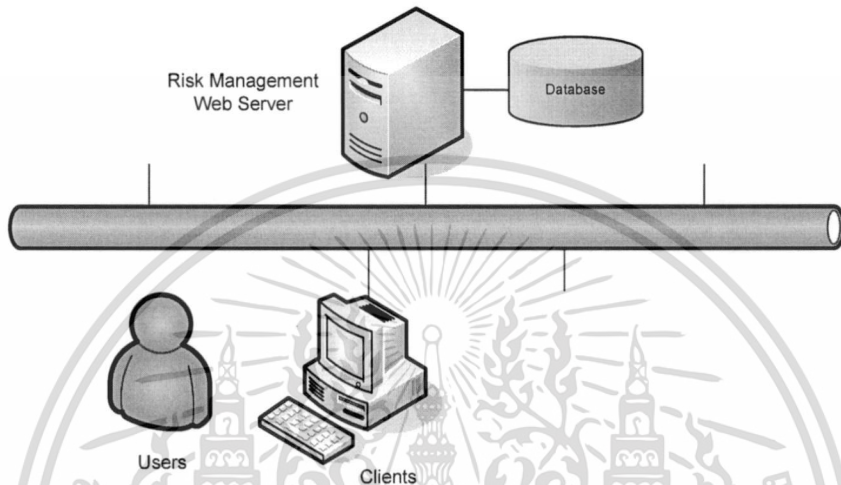 Risk Management
Web Server
Database
Users
Clients